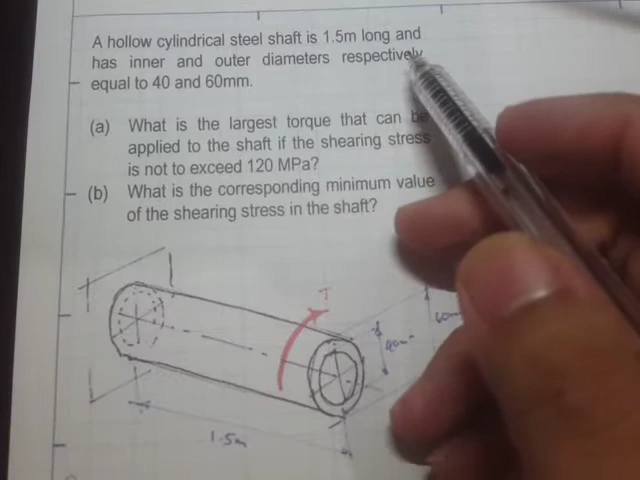 A hollow cylindrical steel shaft is 1.5m long and
has inner and outer diameters respectively
equal to 40 and 60mm.
(a) What is the largest torque that can be
applied to the shaft if the shearing stress
is not to exceed 120 MPa?
(b) What is the corresponding minimum value
of the shearing stress in the shaft?
T
1.5m